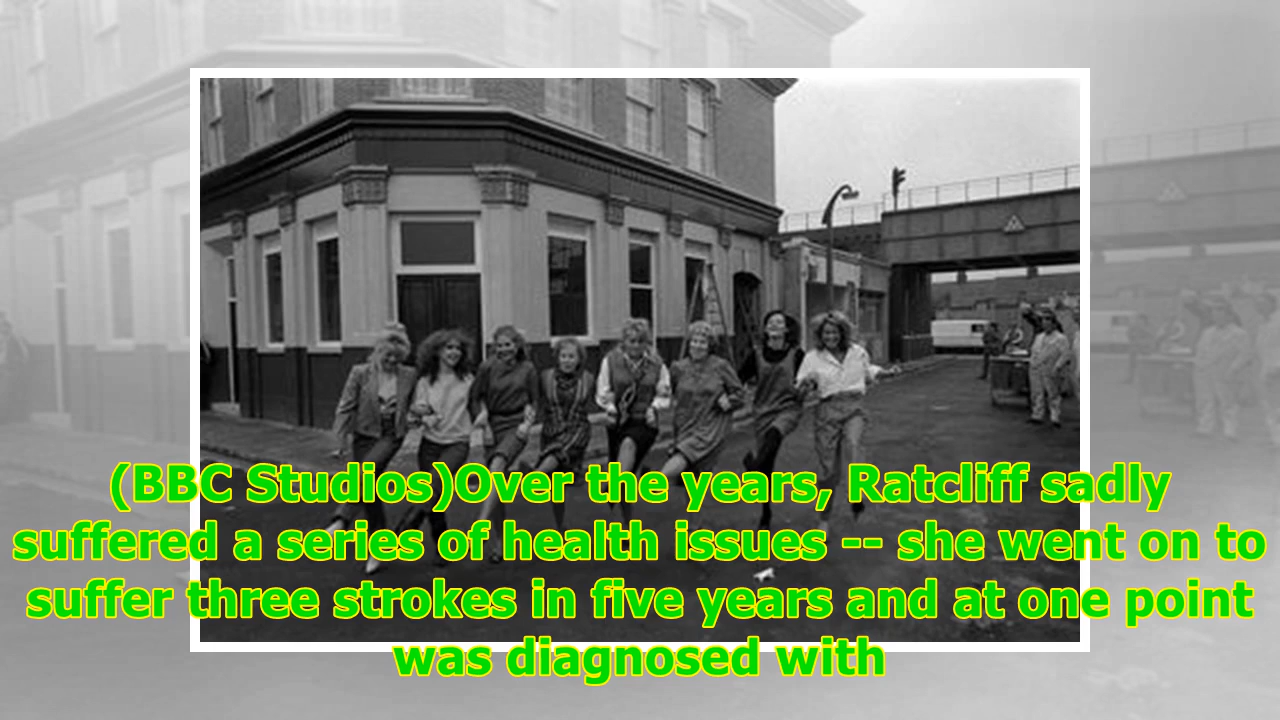 (BBC Studios)Over the years, Ratcliff sadly
suffered a series of health issues -- she went on to
suffer three strokes in five years and at one point
was diagnosed with